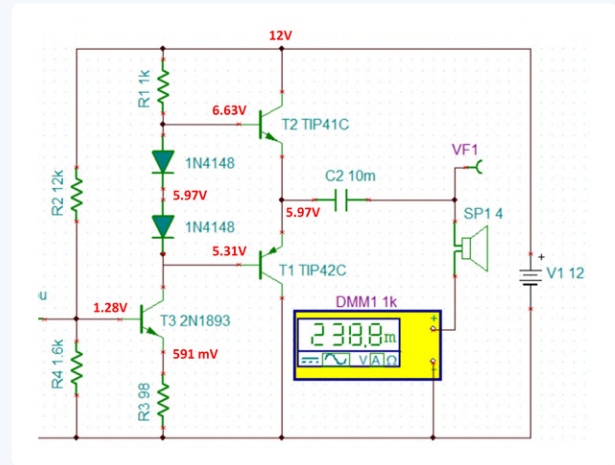 12V
R1 1k
6.63V
T2 TIP41C
VF1
1N4148
C2 10m
R2 12k
5.97V
5.97V
SP1 4
1N4148
5.31V
T1 TIP42C
+
V1 12
DMM1 1k
1.28V
T3 2N1893
+
238.8m
V A Ω
591 mV
R4 1.6k
R3 98